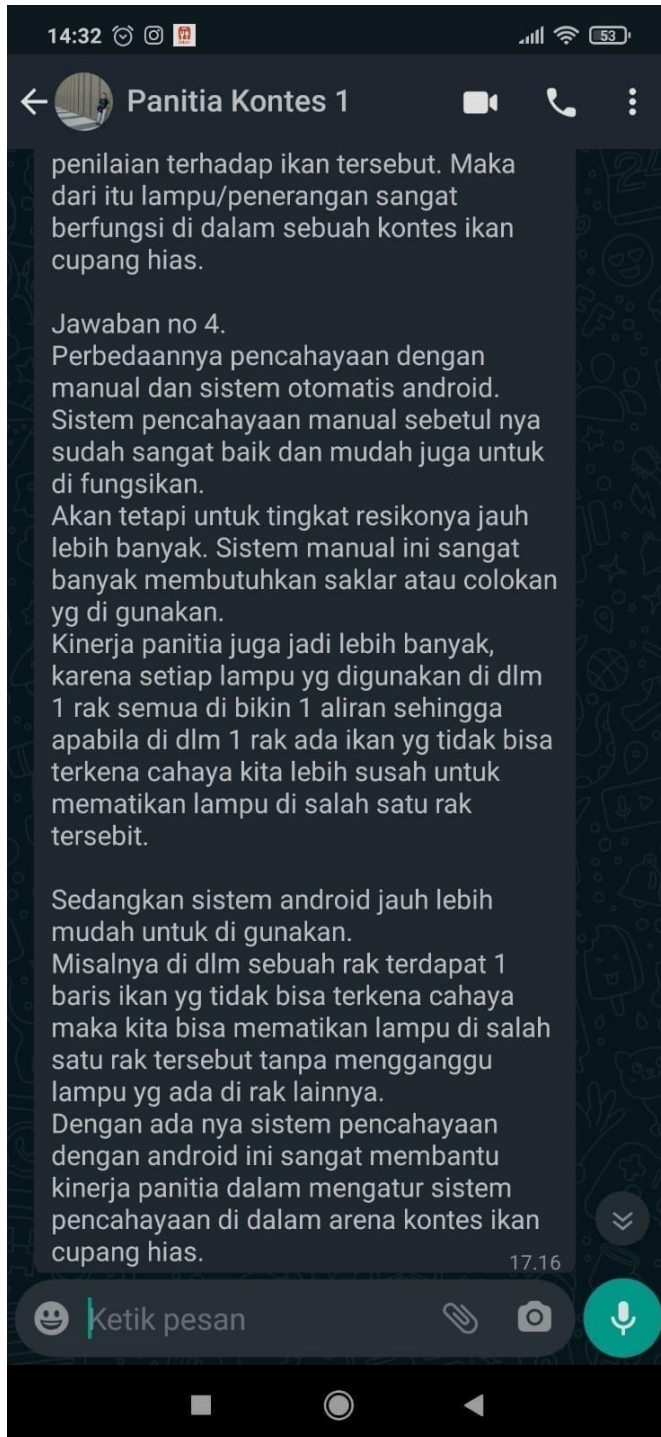 14:32
53
Panitia Kontes 1
penilaian terhadap ikan tersebut. Maka
dari itu lampu/penerangan sangat
berfungsi di dalam sebuah kontes ikan
cupang hias.
Jawaban no 4.
Perbedaannya pencahayaan dengan
manual dan sistem otomatis android.
Sistem pencahayaan manual sebetul nya
sudah sangat baik dan mudah juga untuk
di fungsikan.
Akan tetapi untuk tingkat resikonya jauh
lebih banyak. Sistem manual ini sangat
banyak membutuhkan saklar atau colokan
yg di gunakan.
Kinerja panitia juga jadi lebih banyak,
karena setiap lampu yg digunakan di dlm
1 rak semua di bikin 1 aliran sehingga
apabila di dlm 1 rak ada ikan yg tidak bisa
terkena cahaya kita lebih susah untuk
mematikan lampu di salah satu rak
tersebit.
Sedangkan sistem android jauh lebih
mudah untuk di gunakan.
Misalnya di dlm sebuah rak terdapat 1
baris ikan yg tidak bisa terkena cahaya
maka kita bisa mematikan lampu di salah
satu rak tersebut tanpa mengganggu
lampu yg ada di rak lainnya.
Dengan ada nya sistem pencahayaan
dengan android ini sangat membantu
kinerja panitia dalam mengatur sistem
pencahayaan di dalam arena kontes ikan
cupang hias.
17.16
Ketik pesan